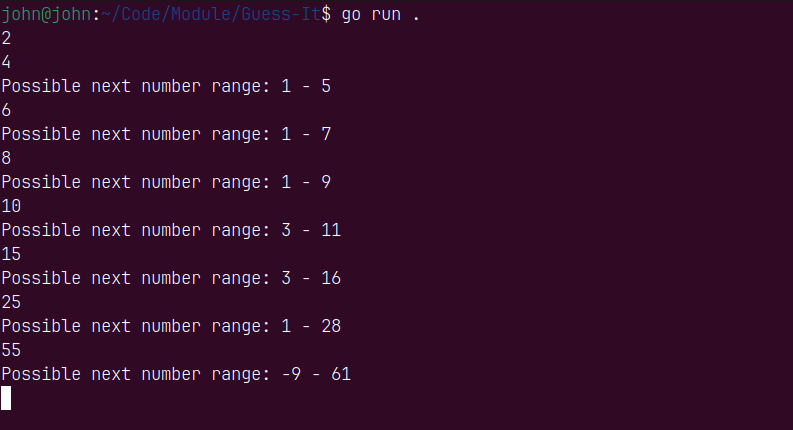 john@john:~/Code/Module/Guess-It$ go run .
2
4
Possible next number range: 1 - 5
6
Possible next number range: 1 - 7
8
Possible next number range: 1 - 9
10
Possible next number range: 3 - 11
15
Possible next number range: 3 - 16
25
Possible next number range: 1 - 28
55
Possible next number range: -9 - 61